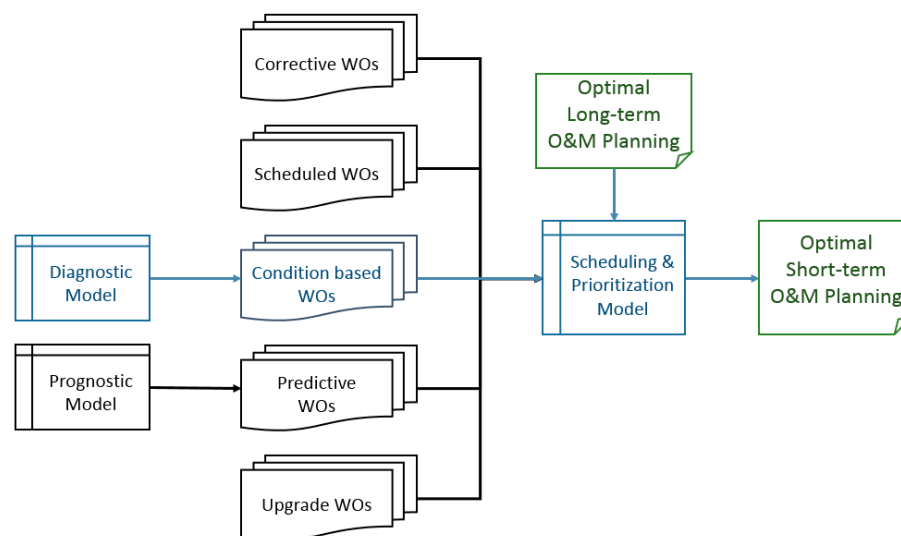 Corrective WOs
Scheduled WOs
Diagnostic
Model
Condition based
WOs
Prognostic
Model
Predictive
WOs
Upgrade WOs
Optimal
Long-term
O&M Planning
Scheduling &
Prioritization
Model
Optimal
Short-term
O&M Planning